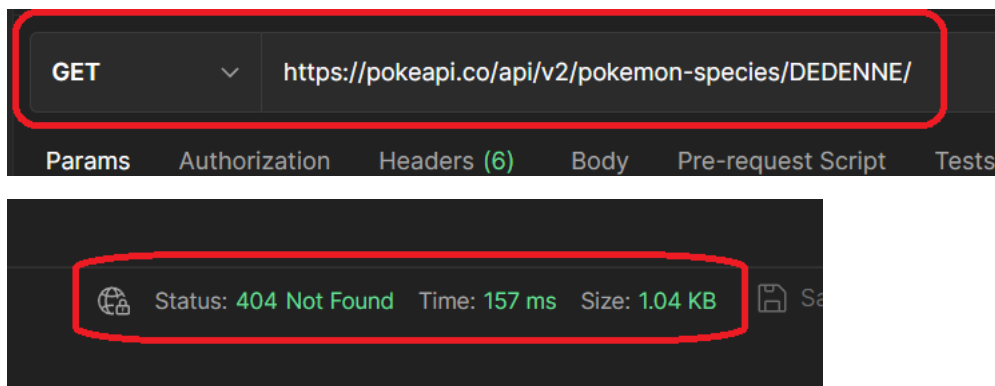 GET https://pokeapi.co/api/v2/pokemon-species/DEDENNE/
Params Authorization Headers (6) Body Pre-request Script Tests
Status: 404 Not Found Time: 157 ms Size: 1.04 KB